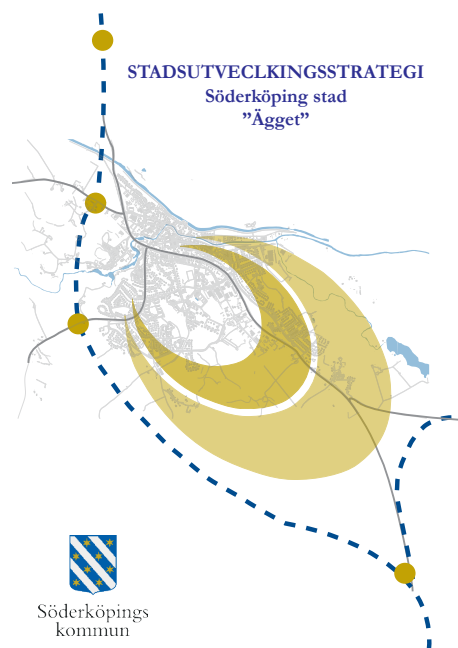 STADSUTVECLKINGSSTRATEGI
Söderköping stad
”Ägget”
Söderköpings
kommun